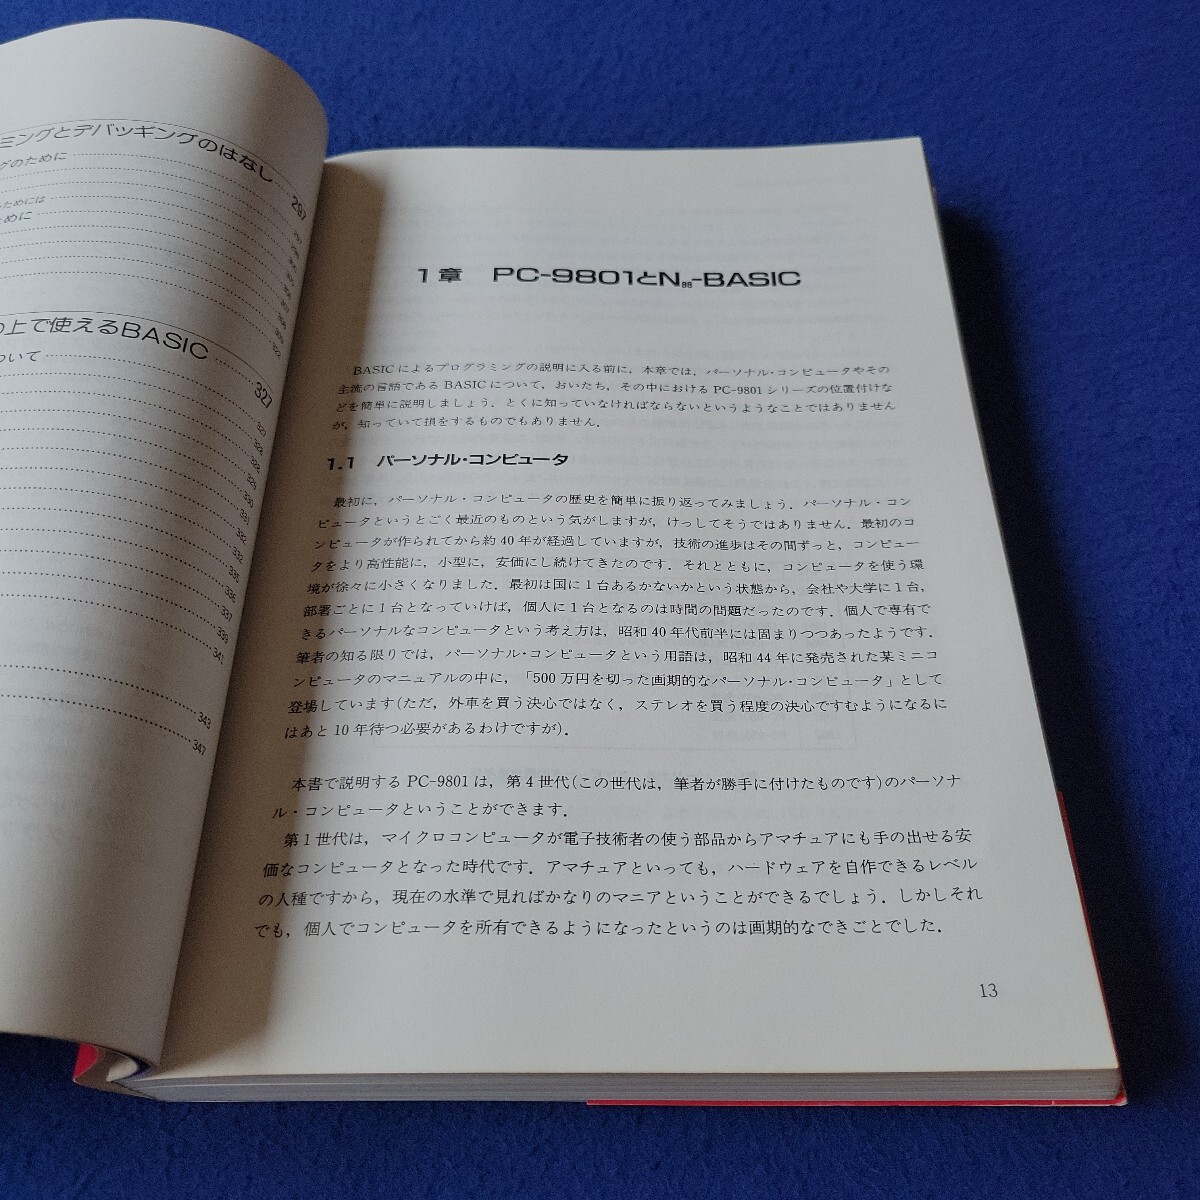 ミングとデバッギングのはなし 297
グのために
ためには
ために
の上で使えるBASIC 327
ついて 327
328
328
329
330
331
332
332
335
336
337
339
341
343
347
1章 PC-9801とN88-BASIC
BASICによるプログラミングの説明に入る前に，本章では，パーソナル・コンピュータやその
主流の言語であるBASICについて，おいたち，その中におけるPC-9801シリーズの位置付けな
どを簡単に説明しましょう．とくに知っていなければならないというようなことではありません
が，知っていて損をするものでもありません．
1.1 パーソナル・コンピュータ
最初に，パーソナル・コンピュータの歴史を簡単に振り返ってみましょう．パーソナル・コン
ピュータというとごく最近のものという気がしますが，けっしてそうではありません．最初のコ
ンピュータが作られてから約40年が経過していますが，技術の進歩はその間ずっと，コンピュー
タをより高性能に，小型に，安価にし続けてきたのです．それとともに，コンピュータを使う環
境が徐々に小さくなりました．最初は国に1台あるかないかという状態から，会社や大学に1台，
部署ごとに1台となっていけば，個人に1台となるのは時間の問題だったのです．個人で専有で
きるパーソナルなコンピュータという考え方は，昭和40年代前半には固まりつつあったようです．
筆者の知る限りでは，パーソナル・コンピュータという用語は，昭和44年に発売された某ミニコ
ンピュータのマニュアルの中に，「500万円を切った画期的なパーソナル・コンピュータ」として
登場しています(ただ，外車を買う決心ではなく，ステレオを買う程度の決心ですむようになるに
はあと10年待つ必要があるわけですが)．
本書で説明するPC-9801は，第4世代(この世代は，筆者が勝手に付けたものです)のパーソナ
ル・コンピュータということができます．
第1世代は，マイクロコンピュータが電子技術者の使う部品からアマチュアにも手の出せる安
価なコンピュータとなった時代です．アマチュアといっても，ハードウェアを自作できるレベル
の人種ですから，現在の水準で見ればかなりのマニアということができるでしょう．しかしそれ
でも，個人でコンピュータを所有できるようになったというのは画期的なできごとでした．
13